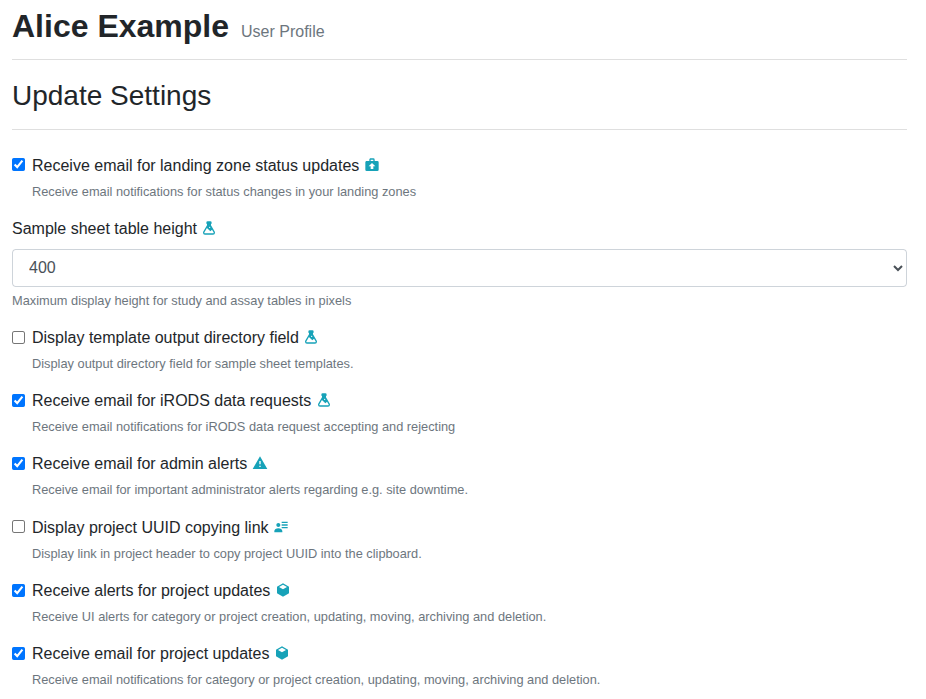 Alice Example User Profile
Update Settings
Receive email for landing zone status updates
Receive email notifications for status changes in your landing zones
Sample sheet table height
400
Maximum display height for study and assay tables in pixels
Display template output directory field
Display output directory field for sample sheet templates.
Receive email for iRODS data requests
Receive email notifications for iRODS data request accepting and rejecting
Receive email for admin alerts
Receive email for important administrator alerts regarding e.g. site downtime.
Display project UUID copying link
Display link in project header to copy project UUID into the clipboard.
Receive alerts for project updates
Receive UI alerts for category or project creation, updating, moving, archiving and deletion.
Receive email for project updates
Receive email notifications for category or project creation, updating, moving, archiving and deletion.